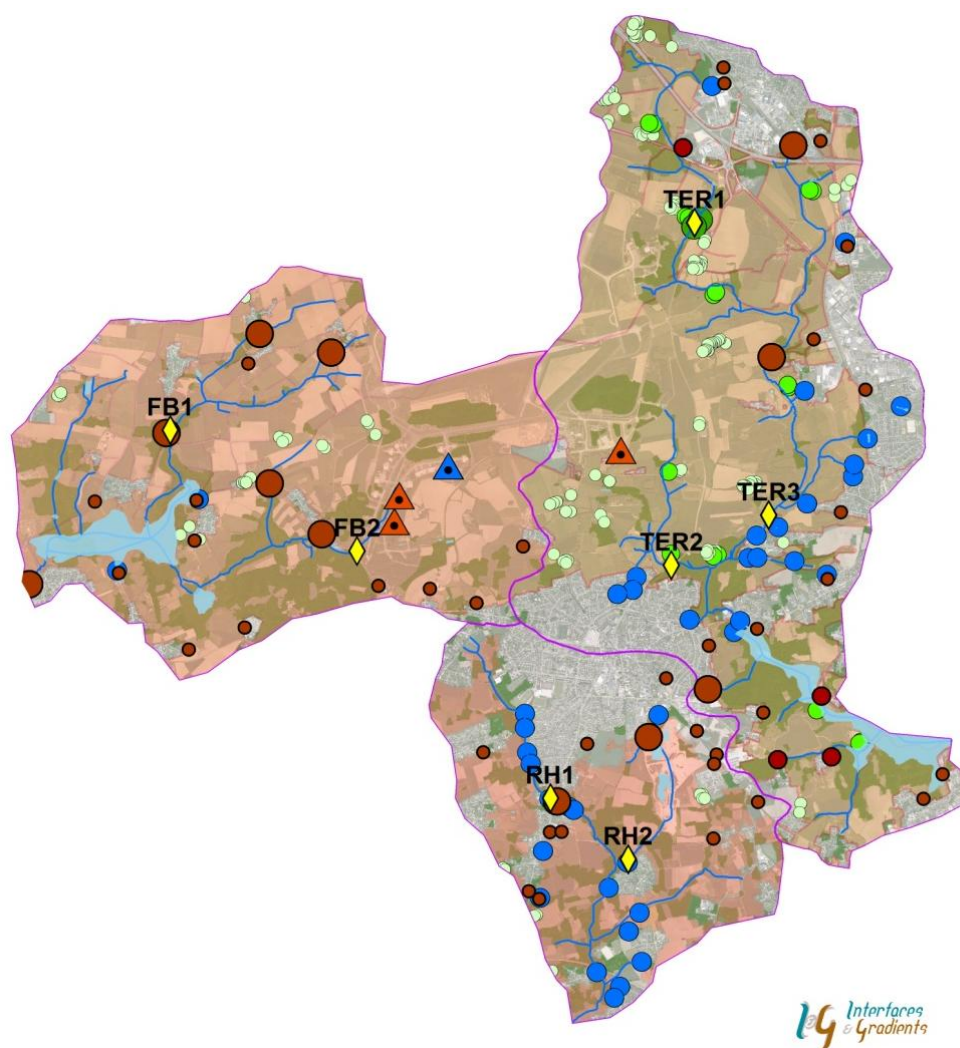 TER1
FB1
TER3
FB2
TER2
RH1
RH2
I&G Interfaces
& Gradients